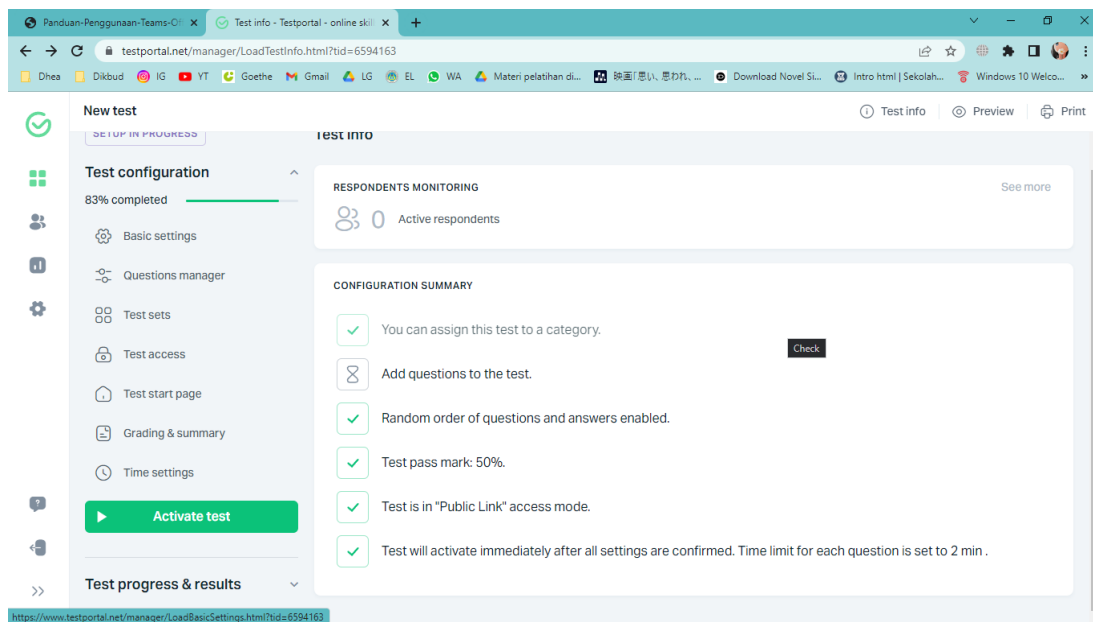 Panduan-Penggunaan-Teams-Of
Test info - Testportal - online skil
testportal.net/manager/LoadTestInfo.html?tid=6594163
Dhea
Dikbud
IG
YT
Goethe
Gmail
LG
EL
WA
Materi pelatihan di...
映画「思い、思われ、...
Download Novel Si...
Intro html | Sekolah...
Windows 10 Welco...
»
New test
Test info
Preview
Print
SETUP IN PROGRESS
Test info
Test configuration
83% completed
Basic settings
Questions manager
Test sets
Test access
Test start page
Grading & summary
Time settings
Activate test
Test progress & results
RESPONDENTS MONITORING
See more
0 Active respondents
CONFIGURATION SUMMARY
You can assign this test to a category.
Check
Add questions to the test.
Random order of questions and answers enabled.
Test pass mark: 50%.
Test is in "Public Link" access mode.
Test will activate immediately after all settings are confirmed. Time limit for each question is set to 2 min .
https://www.testportal.net/manager/LoadBasicSettings.html?tid=6594163